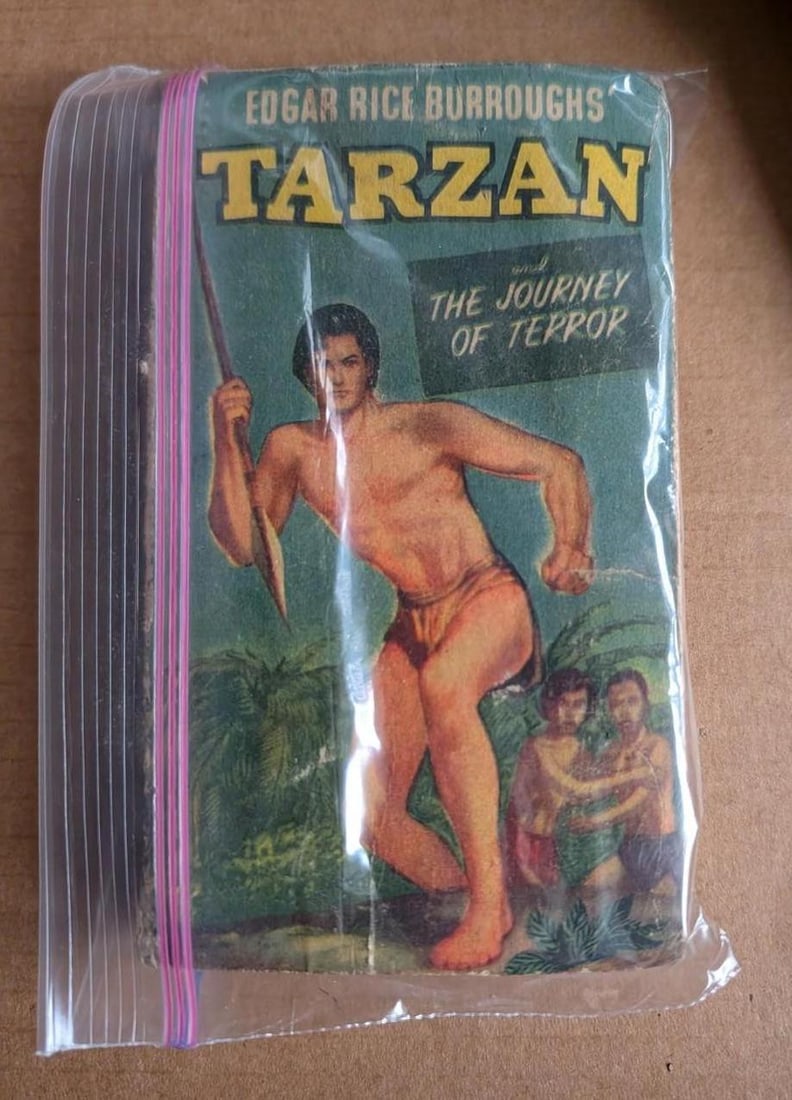 EDGAR RICE BURROUGHS'
TARZAN
and
THE JOURNEY
OF TERROR